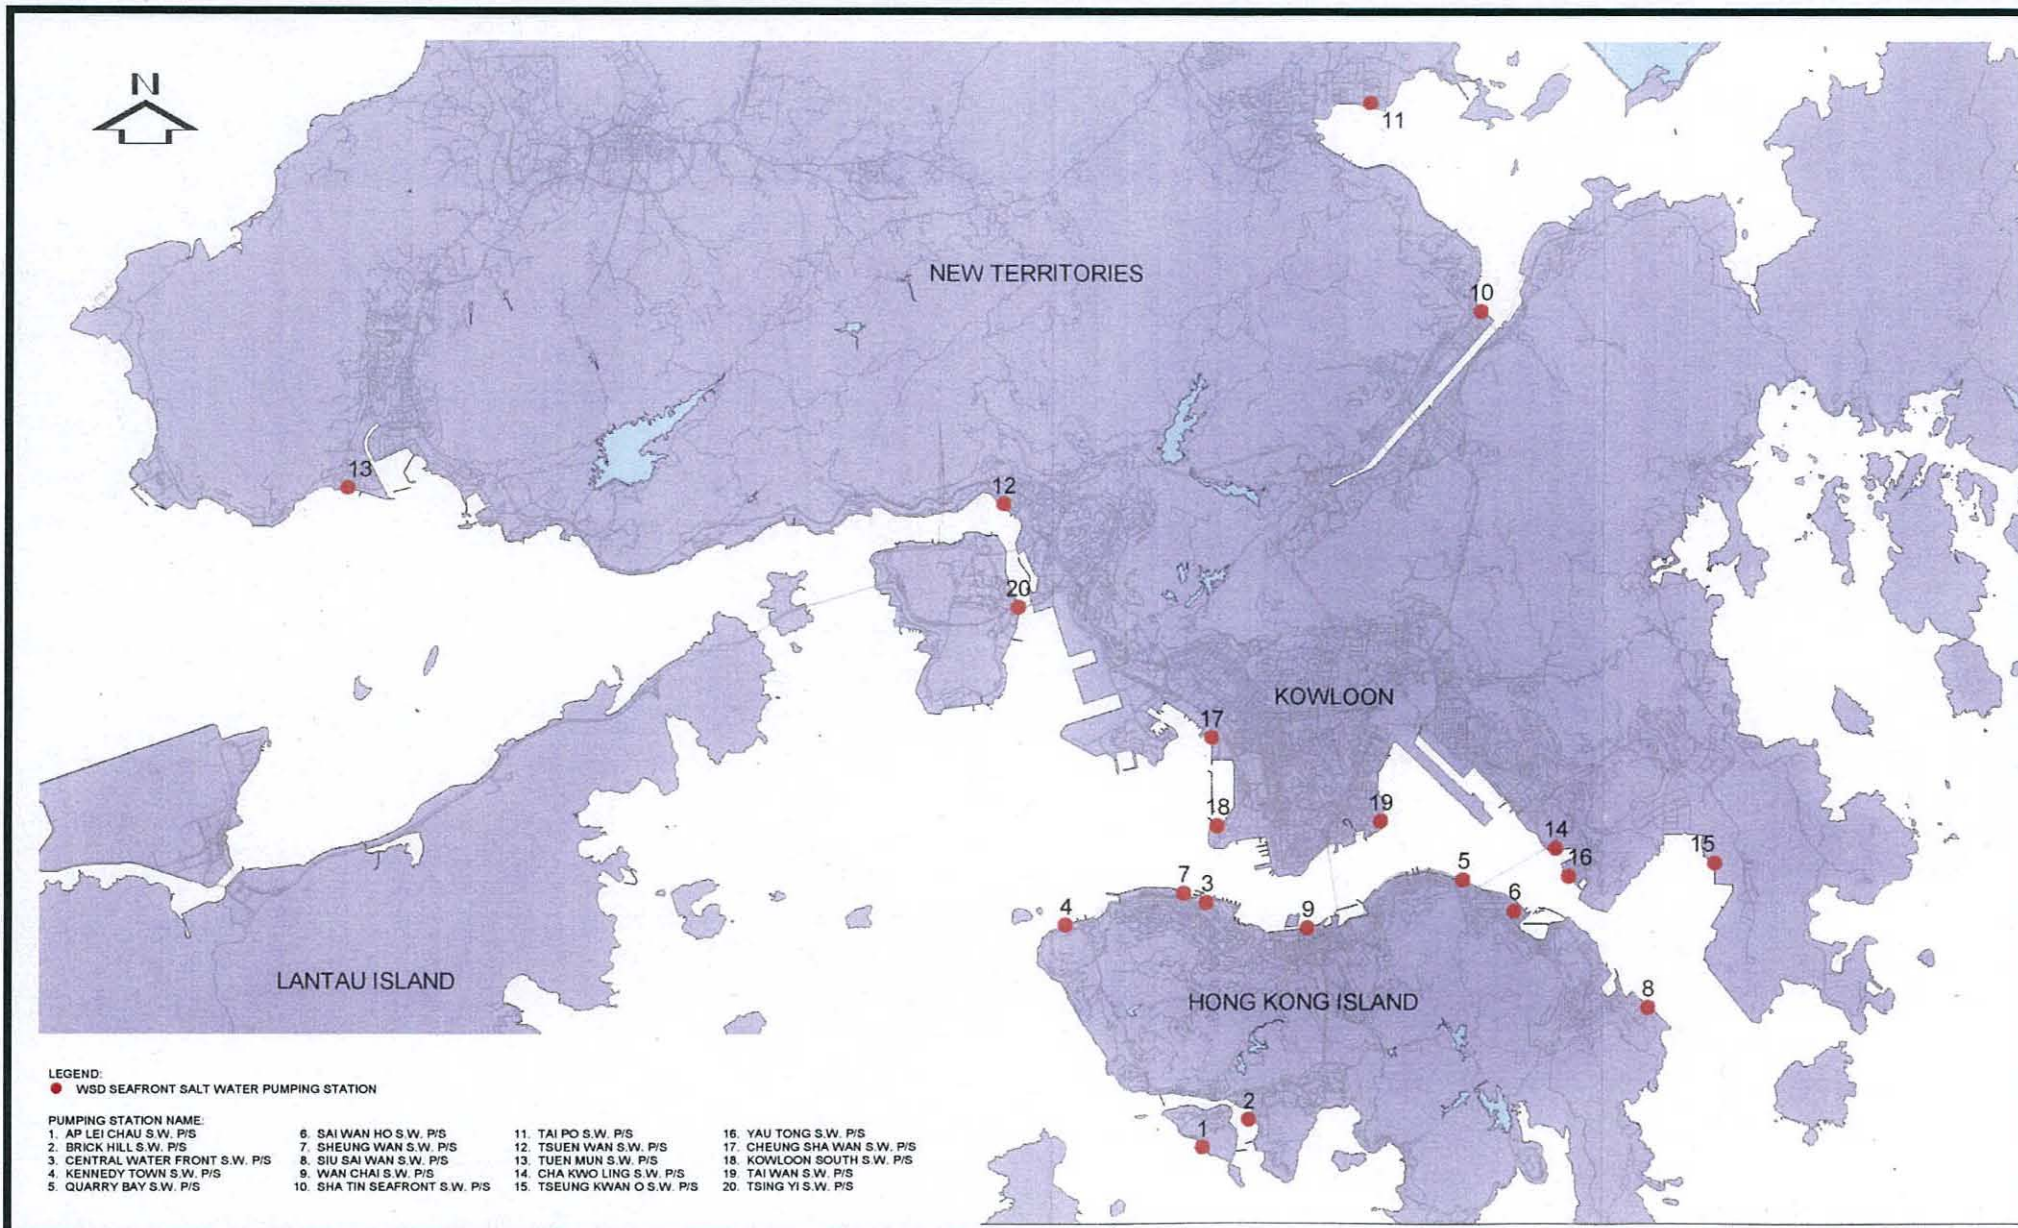 N
11
NEW TERRITORIES
10
13
12
20
KOWLOON
17
18
19
14
16
15
5
7
3
6
4
9
LANTAU ISLAND
HONG KONG ISLAND
8
2
1
LEGEND:
WSD SEAFRONT SALT WATER PUMPING STATION
PUMPING STATION NAME:
1. AP LEI CHAU S.W. P/S
2. BRICK HILL S.W. P/S
3. CENTRAL WATER FRONT S.W. P/S
4. KENNEDY TOWN S.W. P/S
5. QUARRY BAY S.W. P/S
6. SAI WAN HO S.W. P/S
7. SHEUNG WAN S.W. P/S
8. SIU SAI WAN S.W. P/S
9. WAN CHAI S.W. P/S
10. SHA TIN SEAFRONT S.W. P/S
11. TAI PO S.W. P/S
12. TSUEN WAN S.W. P/S
13. TUEN MUN S.W. P/S
14. CHA KWO LING S.W. P/S
15. TSEUNG KWAN O S.W. P/S
16. YAU TONG S.W. P/S
17. CHEUNG SHA WAN S.W. P/S
18. KOWLOON SOUTH S.W. P/S
19. TAI WAN S.W. P/S
20. TSING YI S.W. P/S